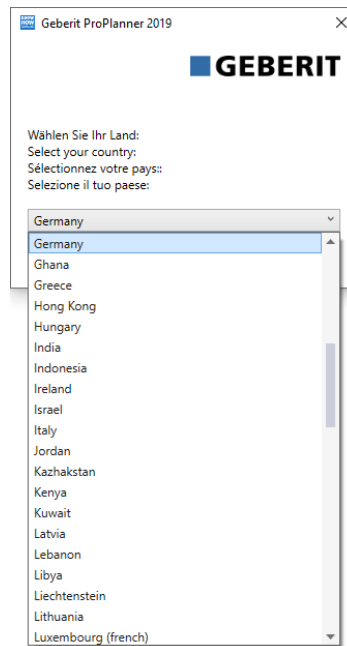 Geberit ProPlanner 2019
GEBERIT
Wählen Sie Ihr Land:
Select your country:
Sélectionnez votre pays::
Selezione il tuo paese:
Germany
Germany
Ghana
Greece
Hong Kong
Hungary
India
Indonesia
Ireland
Israel
Italy
Jordan
Kazhakstan
Kenya
Kuwait
Latvia
Lebanon
Libya
Liechtenstein
Lithuania
Luxembourg (french)